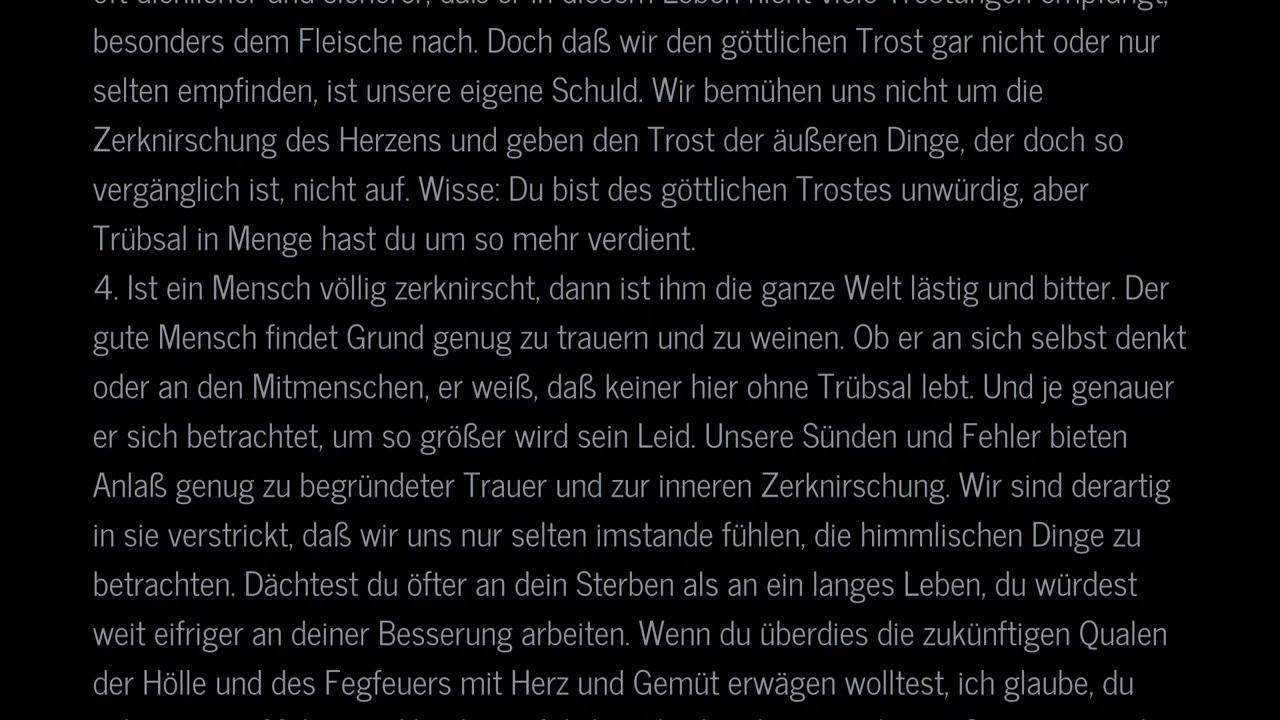 besonders dem Fleische nach. Doch daß wir den göttlichen Trost gar nicht oder nur
selten empfinden, ist unsere eigene Schuld. Wir bemühen uns nicht um die
Zerknirschung des Herzens und geben den Trost der äußeren Dinge, der doch so
vergänglich ist, nicht auf. Wisse: Du bist des göttlichen Trostes unwürdig, aber
Trübsal in Menge hast du um so mehr verdient.
4. Ist ein Mensch völlig zerknirscht, dann ist ihm die ganze Welt lästig und bitter. Der
gute Mensch findet Grund genug zu trauern und zu weinen. Ob er an sich selbst denkt
oder an den Mitmenschen, er weiß, daß keiner hier ohne Trübsal lebt. Und je genauer
er sich betrachtet, um so größer wird sein Leid. Unsere Sünden und Fehler bieten
Anlaß genug zu begründeter Trauer und zur inneren Zerknirschung. Wir sind derartig
in sie verstrickt, daß wir uns nur selten imstande fühlen, die himmlischen Dinge zu
betrachten. Dächtest du öfter an dein Sterben als an ein langes Leben, du würdest
weit eifriger an deiner Besserung arbeiten. Wenn du überdies die zukünftigen Qualen
der Hölle und des Fegfeuers mit Herz und Gemüt erwägen wolltest, ich glaube, du